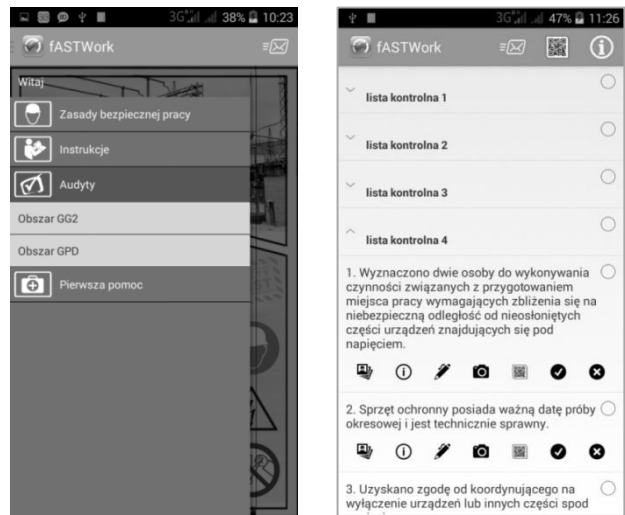 3G 38% 10:23
fASTWork
Witaj
Zasady bezpiecznej pracy
Instrukcje
Audyty
Obszar GG2
Obszar GPD
Pierwsza pomoc
3G 47% 11:26
fASTWork
lista kontrolna 1
lista kontrolna 2
lista kontrolna 3
lista kontrolna 4
1. Wyznaczono dwie osoby do wykonywania
czynności związanych z przygotowaniem
miejsca pracy wymagających zbliżenia się na
niebezpieczną odległość od nieosłoniętych
części urządzeń znajdujących się pod
napięciem.
2. Sprzęt ochronny posiada ważną datę próby
okresowej i jest technicznie sprawny.
3. Uzyskano zgodę od koordynującego na
wyłączenie urządzeń lub innych części spod